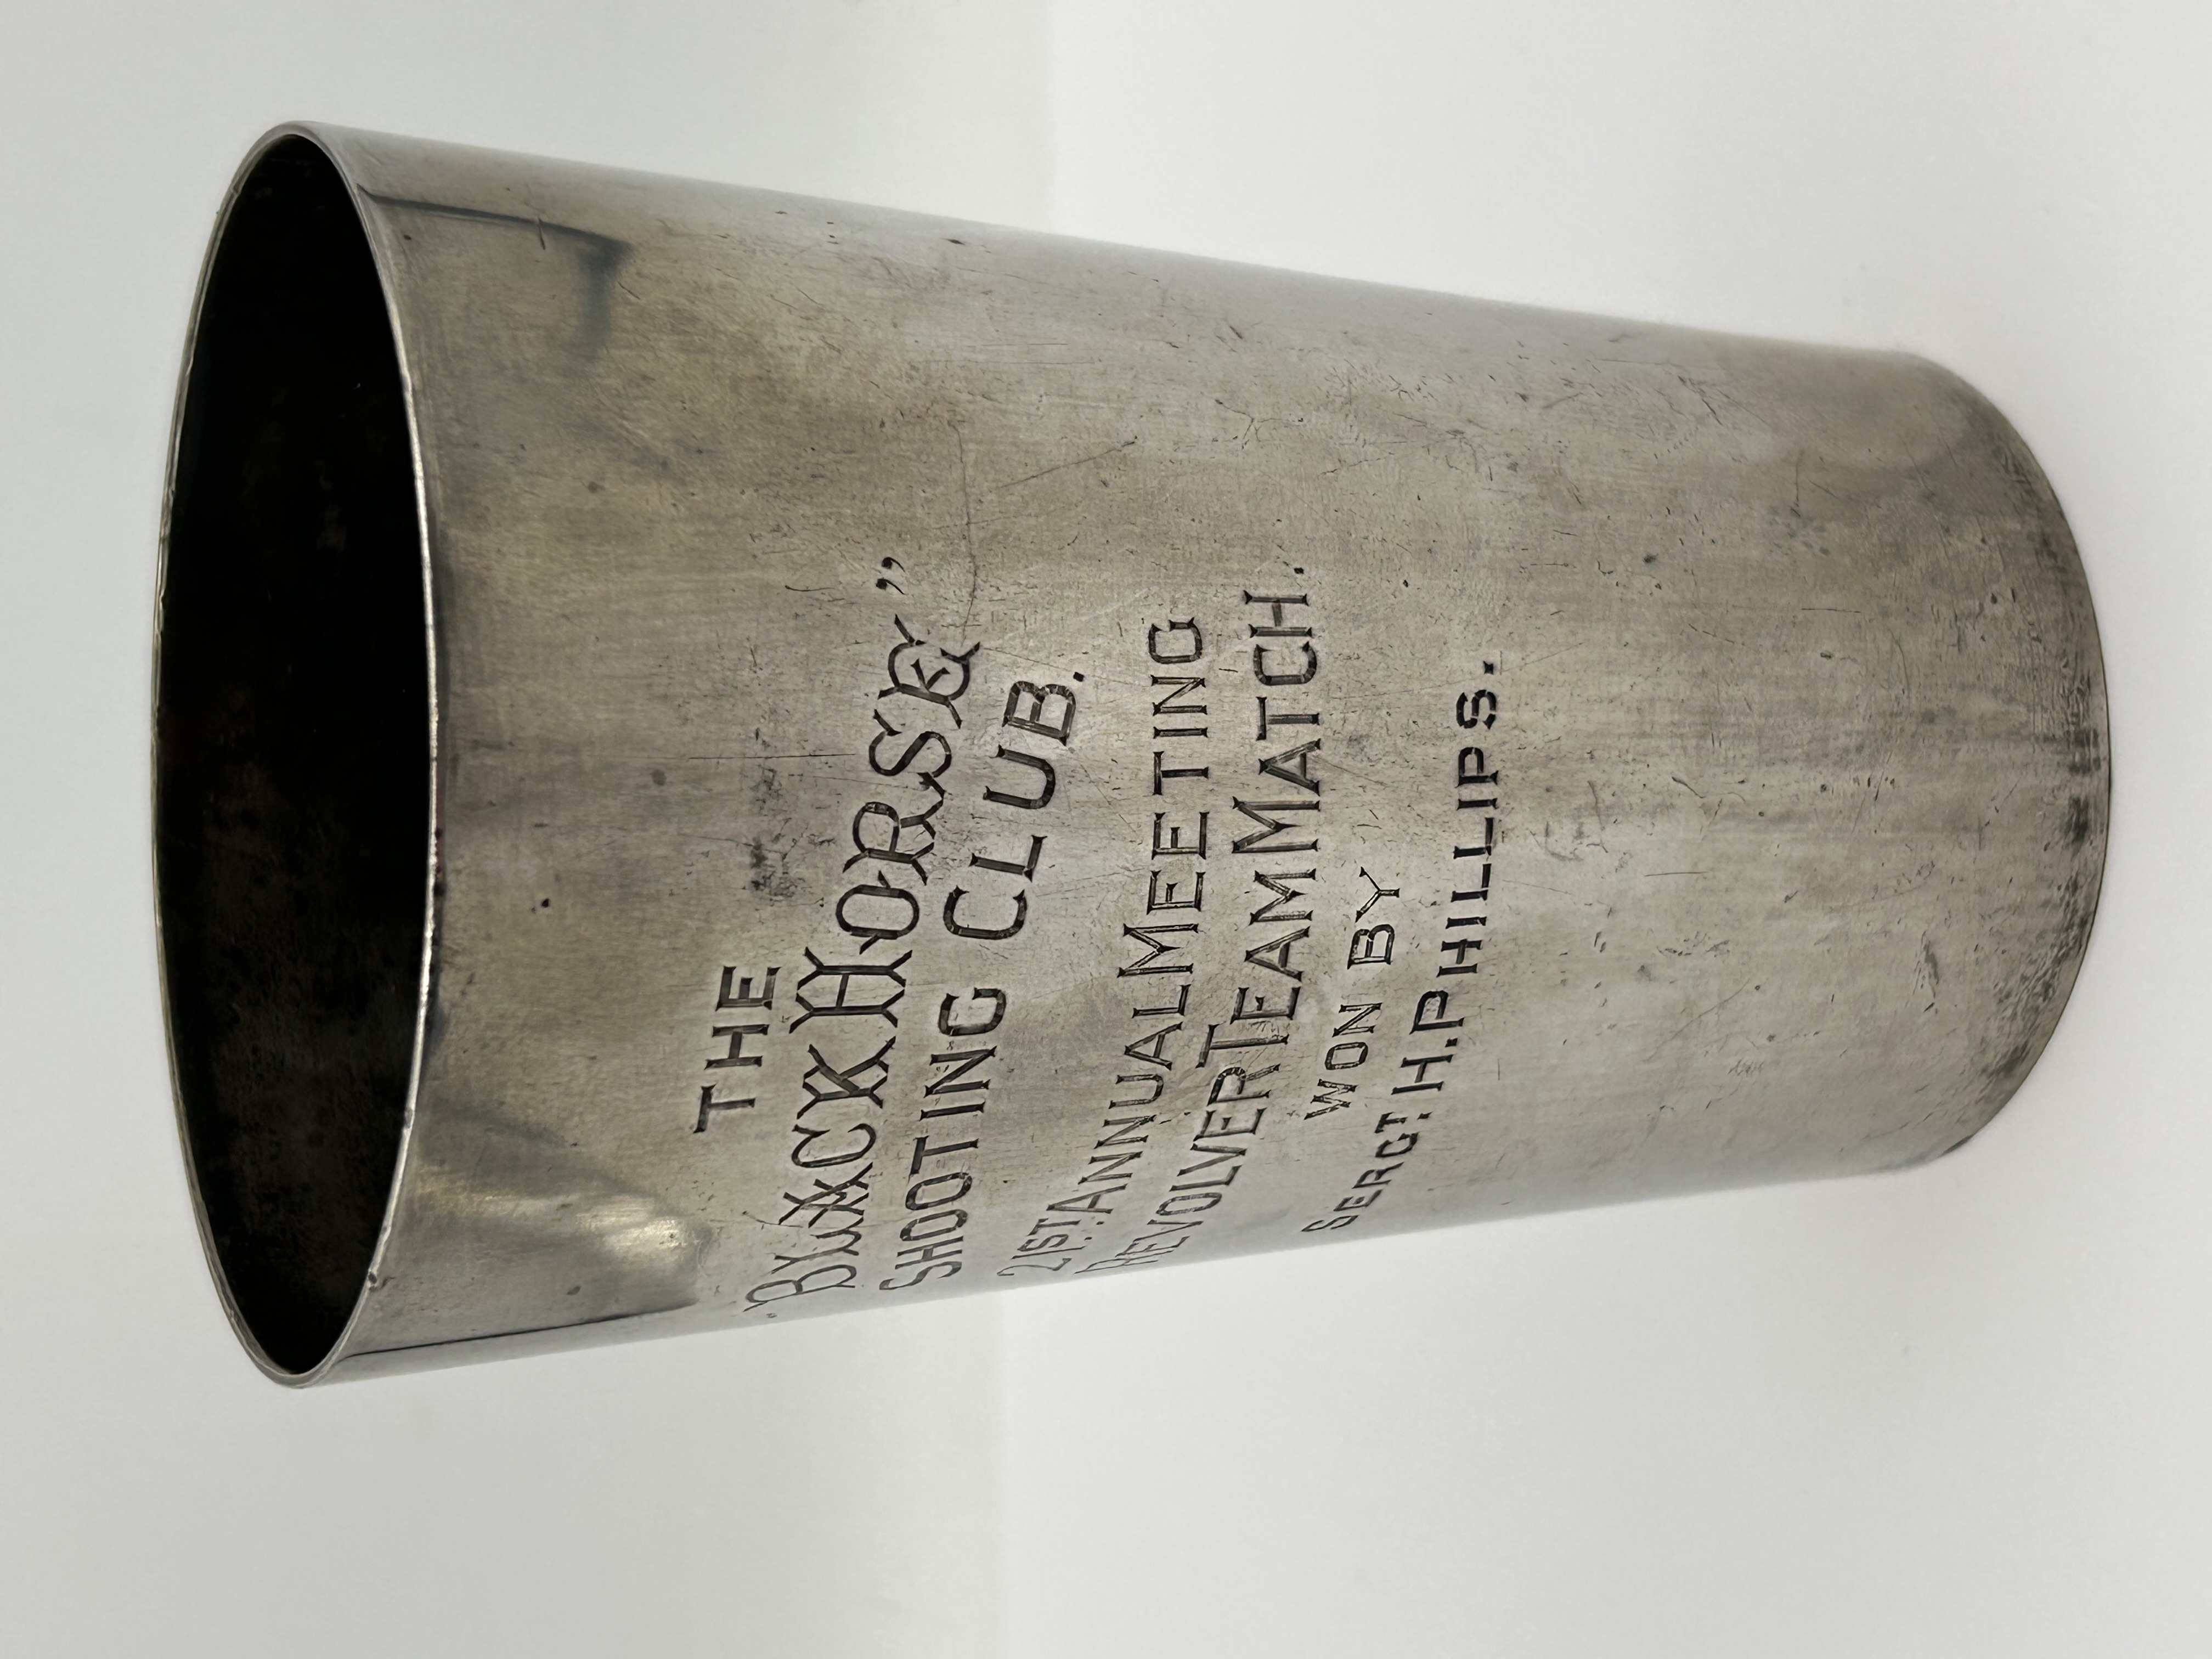 THE
"BLACK HORSE"
SHOOTING CLUB.
21ST. ANNUAL MEETING
REVOLVER TEAM MATCH.
WON BY
SERGT. H. PHILLIPS.